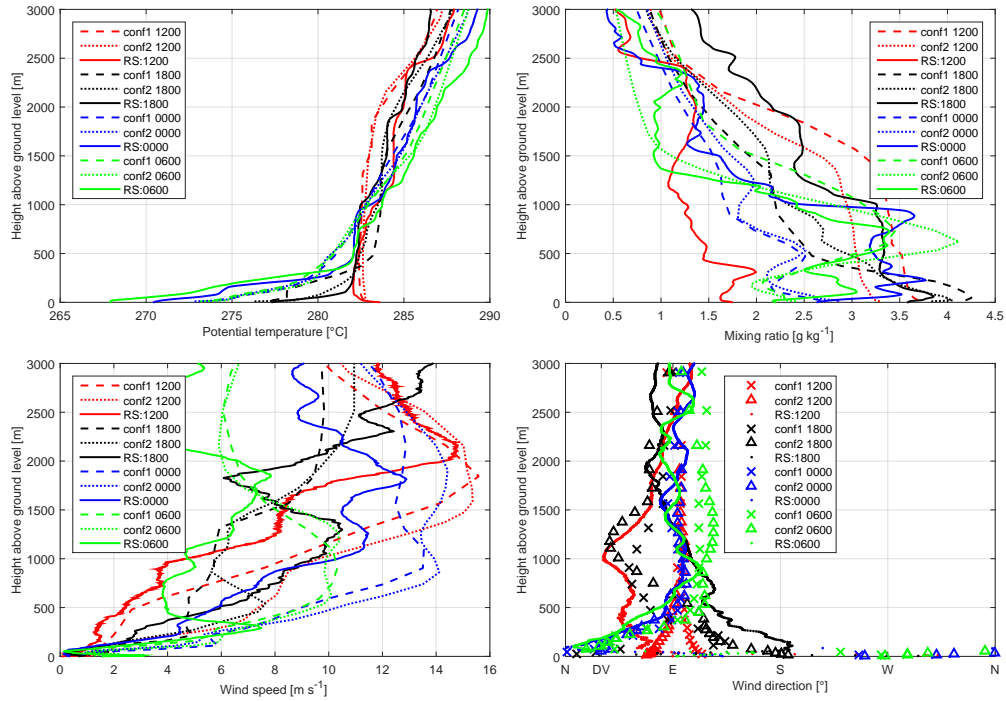 3000
2500
2000
1500
1000
500
0
Height above ground level [m]
conf1 1200
conf2 1200
RS:1200
conf1 1800
conf2 1800
RS:1800
conf1 0000
conf2 0000
RS:0000
conf1 0600
conf2 0600
RS:0600
265 270 275 280 285 290
Potential temperature [°C]
3000
2500
2000
1500
1000
500
0
Height above ground level [m]
conf1 1200
conf2 1200
RS:1200
conf1 1800
conf2 1800
RS:1800
conf1 0000
conf2 0000
RS:0000
conf1 0600
conf2 0600
RS:0600
0 0.5 1 1.5 2 2.5 3 3.5 4 4.5
Mixing ratio [g kg⁻¹]
3000
2500
2000
1500
1000
500
0
Height above ground level [m]
conf1 1200
conf2 1200
RS:1200
conf1 1800
conf2 1800
RS:1800
conf1 0000
conf2 0000
RS:0000
conf1 0600
conf2 0600
RS:0600
0 2 4 6 8 10 12 14 16
Wind speed [m s⁻¹]
3000
2500
2000
1500
1000
500
0
Height above ground level [m]
conf1 1200
conf2 1200
RS:1200
conf1 1800
conf2 1800
RS:1800
conf1 0000
conf2 0000
RS:0000
conf1 0600
conf2 0600
RS:0600
N DV E S W N
Wind direction [°]